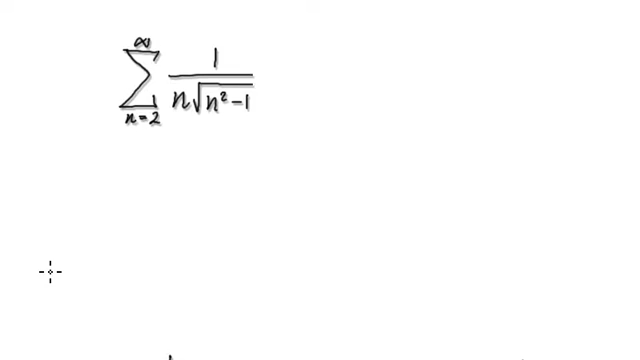 ∞
∑ 1 / (n√(n² − 1))
n = 2